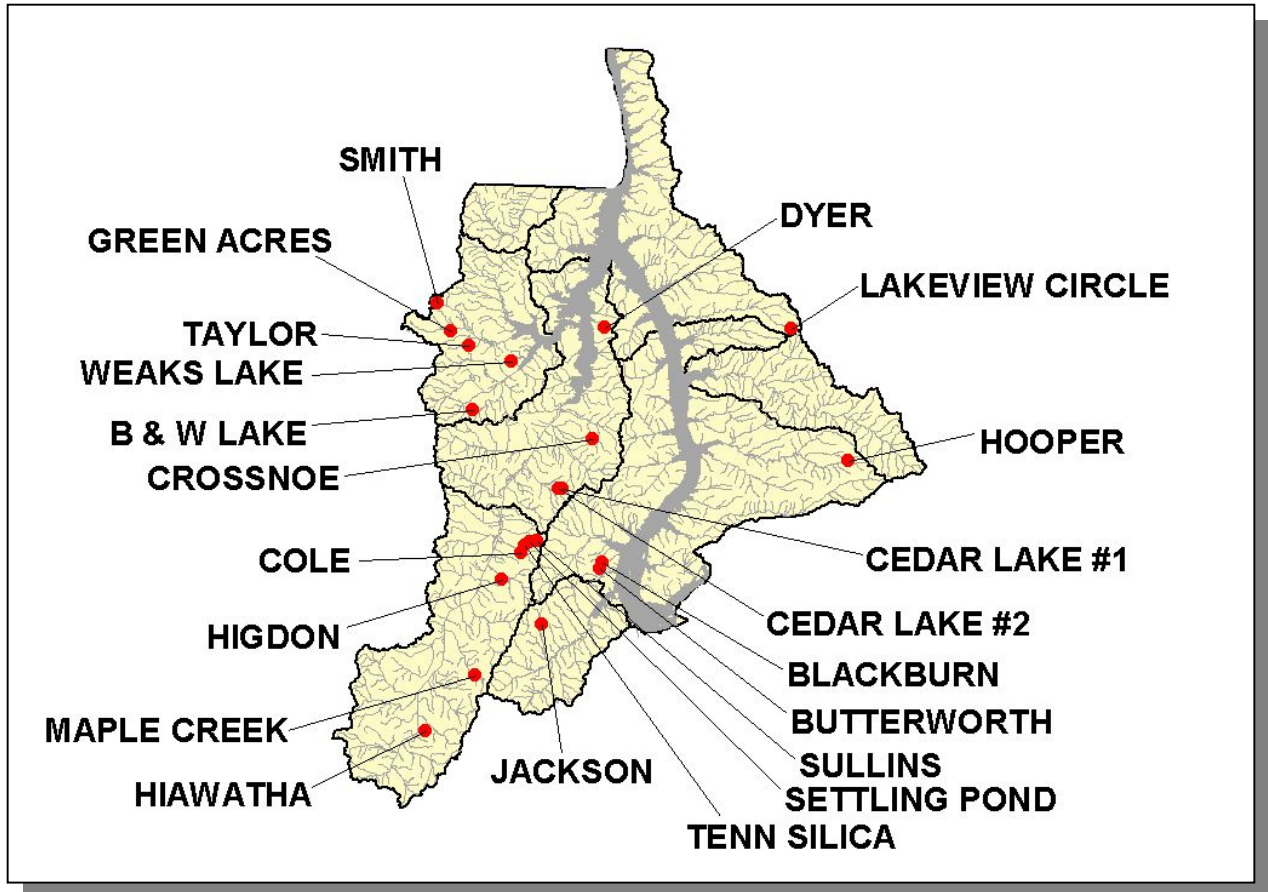 SMITH
DYER
GREEN ACRES
LAKEVIEW CIRCLE
TAYLOR
WEAKS LAKE
B & W LAKE
HOOPER
CROSSNOE
COLE
CEDAR LAKE #1
HIGDON
CEDAR LAKE #2
BLACKBURN
MAPLE CREEK
BUTTERWORTH
JACKSON
SULLINS
HIAWATHA
SETTLING POND
TENN SILICA